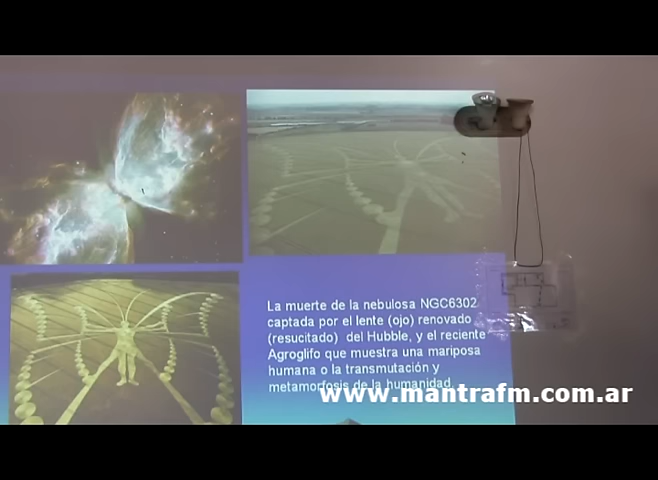 La muerte de la nebulosa NGC6302
captada por el lente (ojo) renovado
(resucitado) del Hubble, y el reciente
Agroglifo que muestra una mariposa
humana o la transmutación y
metamorfosis de la humanidad.
www.mantrafm.com.ar